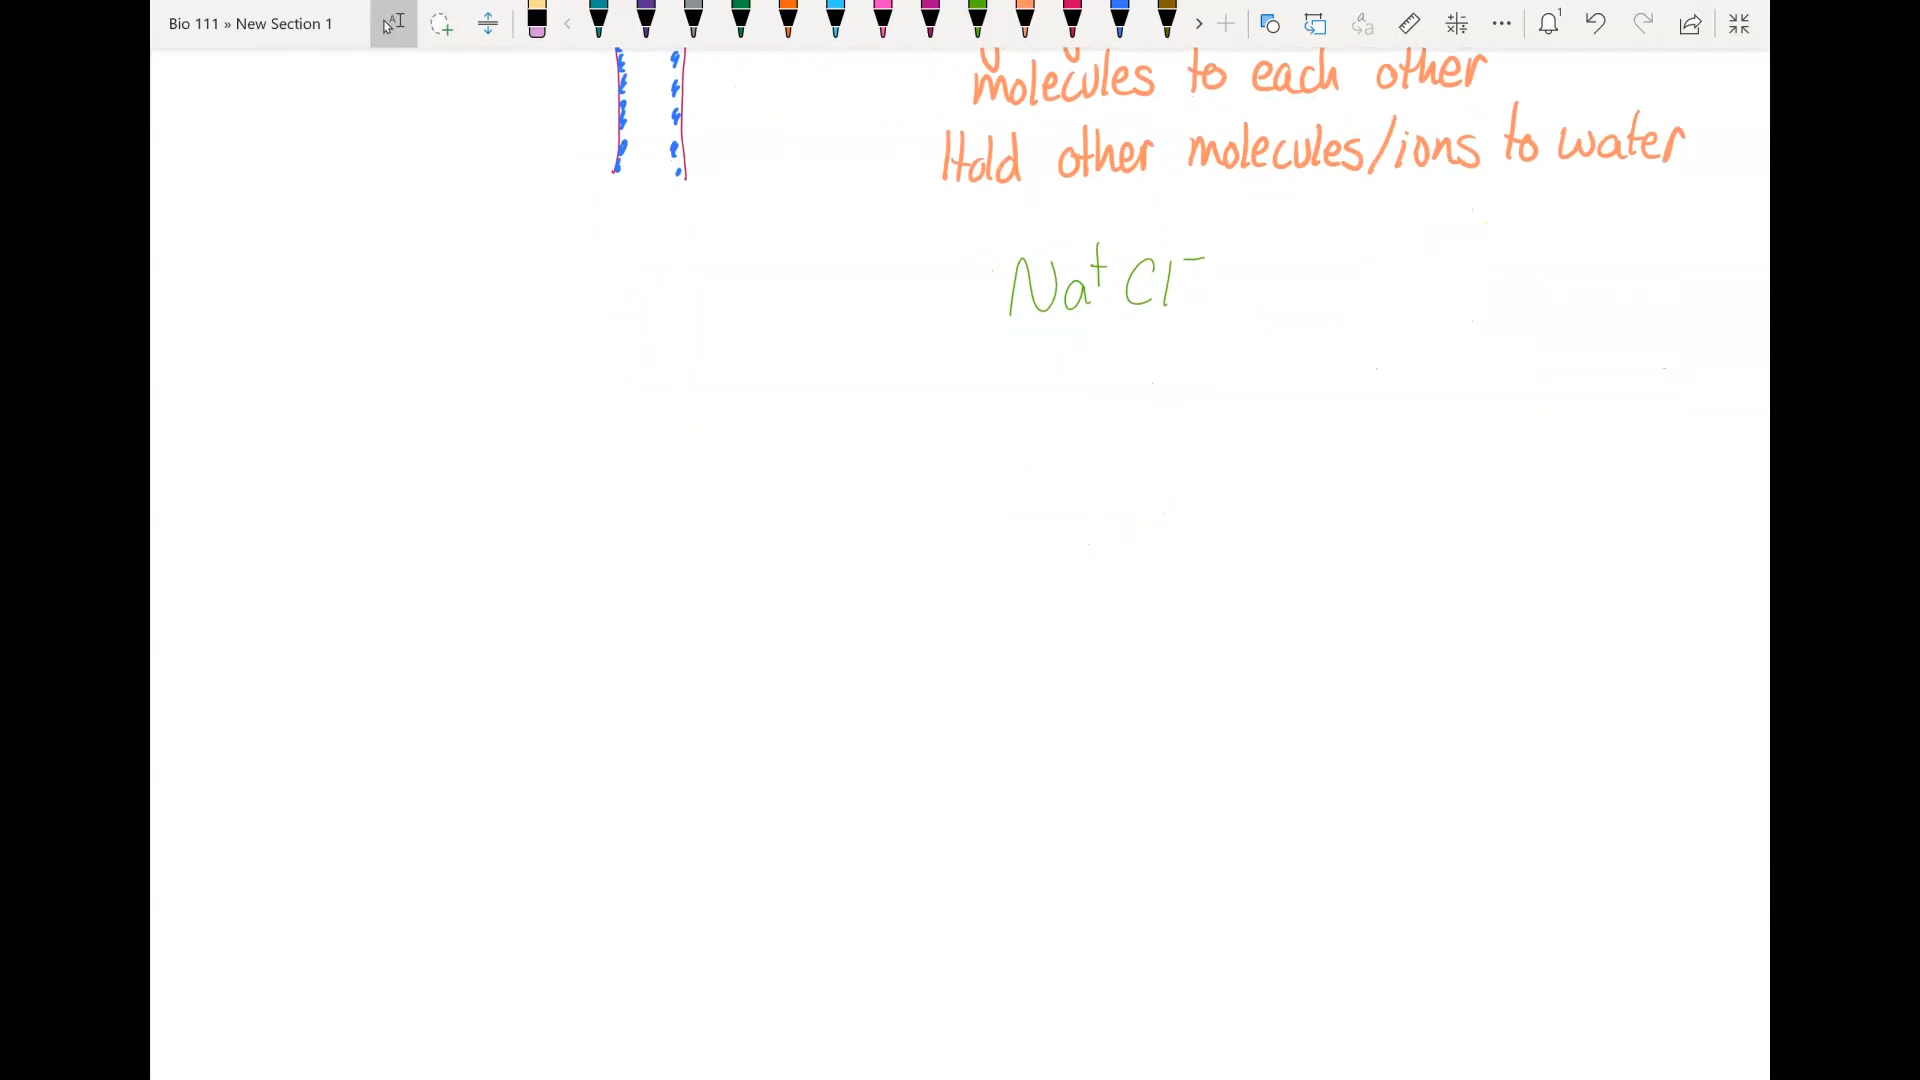 Bio 111 » New Section 1
molecules to each other
Hold other molecules/ions to water
Na⁺ Cl⁻